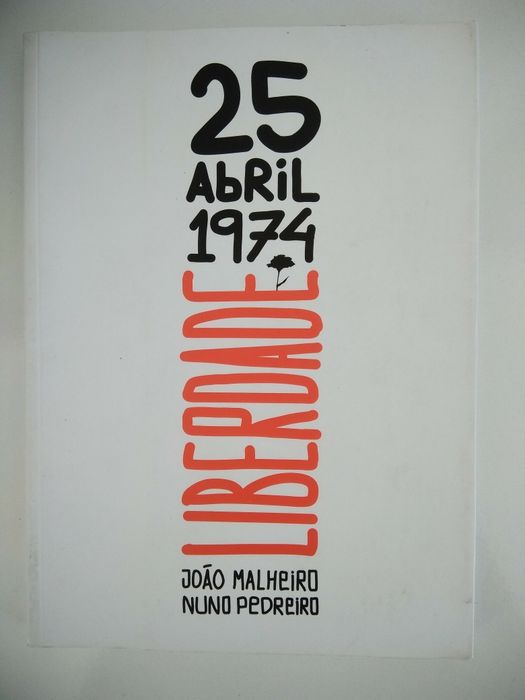 25
AbRiL
1974
LIBERDADE
JOÃO MALHEIRO
NUNO PEDREIRO